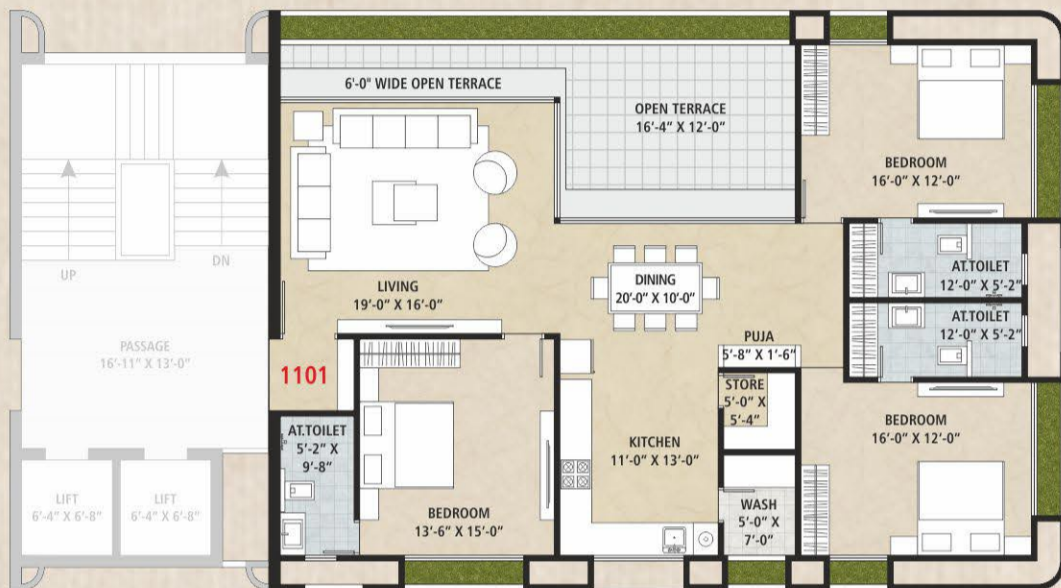 6'-0" WIDE OPEN TERRACE
OPEN TERRACE
16'-4" X 12'-0"
BEDROOM
16'-0" X 12'-0"
UP
DN
LIVING
19'-0" X 16'-0"
DINING
20'-0" X 10'-0"
AT.TOILET
12'-0" X 5'-2"
AT.TOILET
12'-0" X 5'-2"
PASSAGE
16'-11" X 13'-0"
1101
PUJA
5'-8" X 1'-6"
STORE
5'-0" X
5'-4"
BEDROOM
16'-0" X 12'-0"
AT.TOILET
5'-2" X
9'-8"
KITCHEN
11'-0" X 13'-0"
LIFT
6'-4" X 6'-8"
LIFT
6'-4" X 6'-8"
BEDROOM
13'-6" X 15'-0"
WASH
5'-0" X
7'-0"